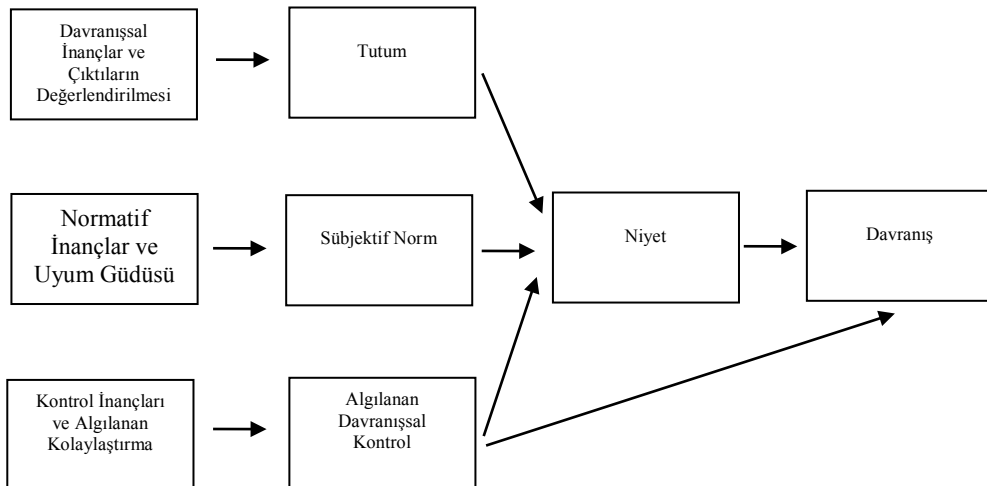 Davranışsal
İnançlar ve
Çıktıların
Değerlendirilmesi
Tutum
Normatif
İnançlar ve
Uyum Güdüsü
Sübjektif Norm
Niyet
Davranış
Kontrol İnançları
ve Algılanan
Kolaylaştırma
Algılanan
Davranışsal
Kontrol